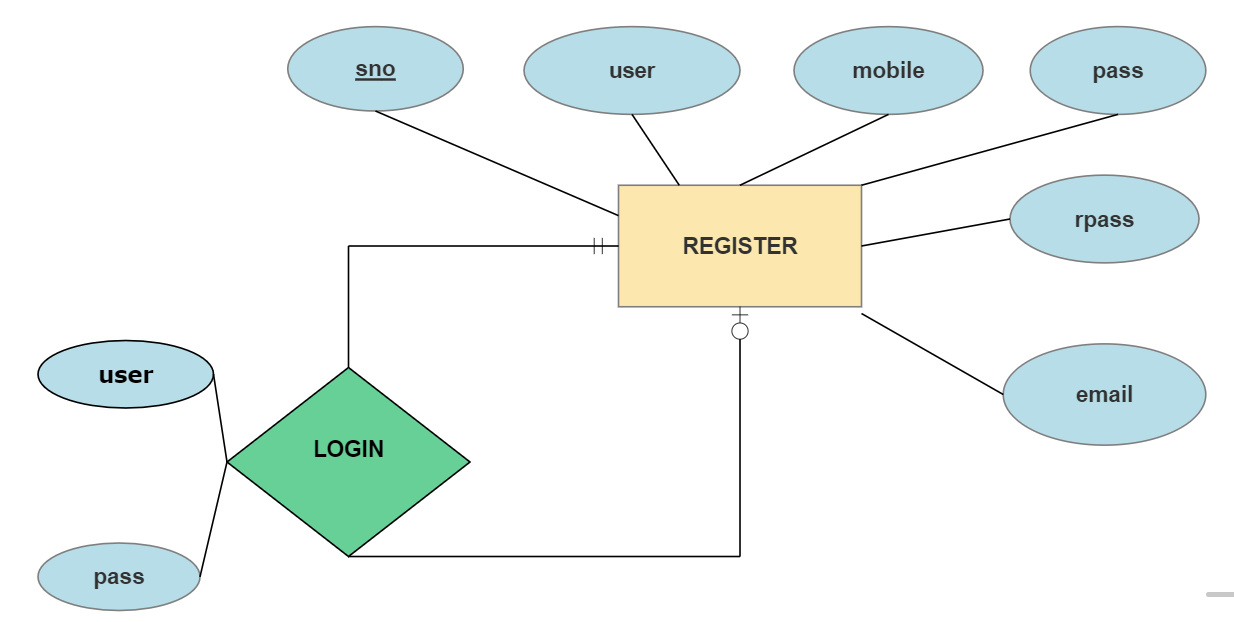 sno
user
mobile
pass
rpass
REGISTER
email
user
LOGIN
pass